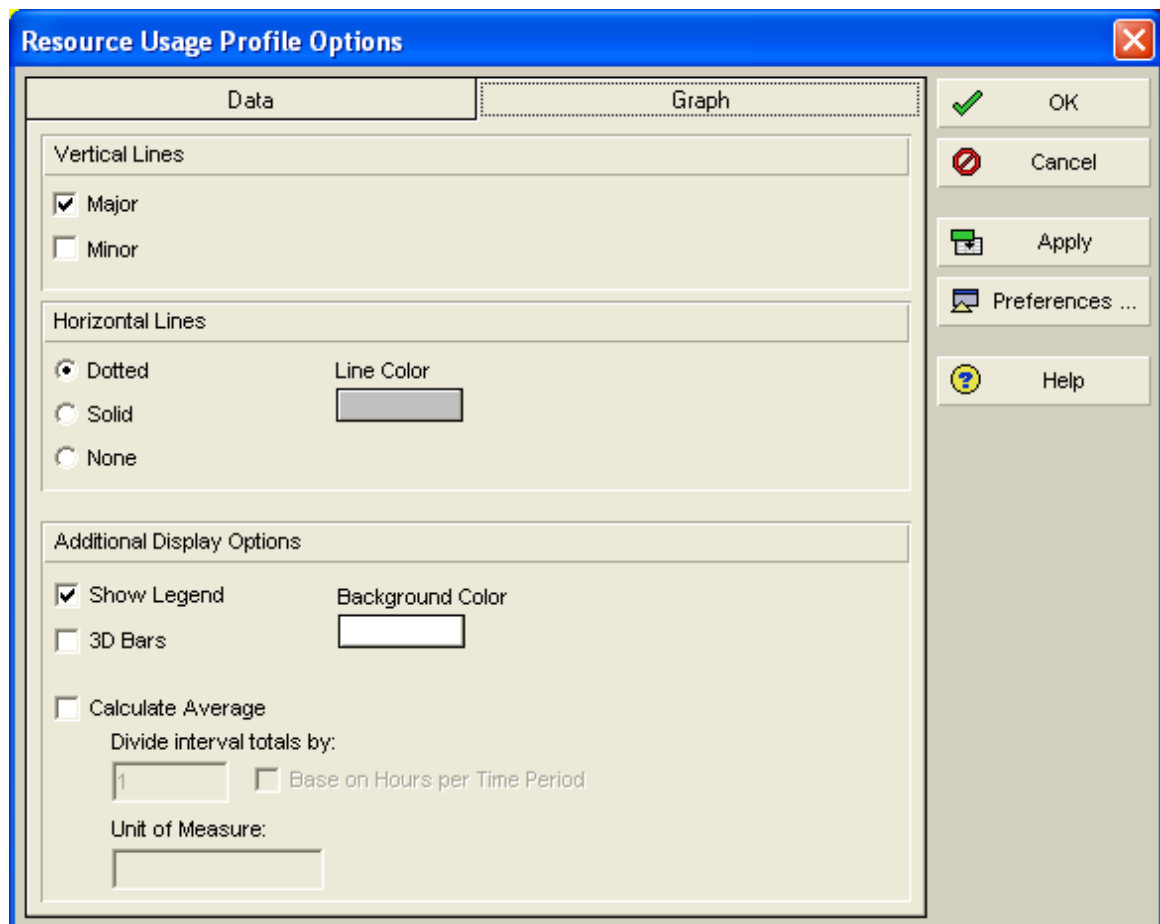 Resource Usage Profile Options
Data
Graph
Vertical Lines
Major
Minor
Horizontal Lines
Dotted
Line Color
Solid
None
Additional Display Options
Show Legend
Background Color
3D Bars
Calculate Average
Divide interval totals by:
1
Base on Hours per Time Period
Unit of Measure:
OK
Cancel
Apply
Preferences ...
Help